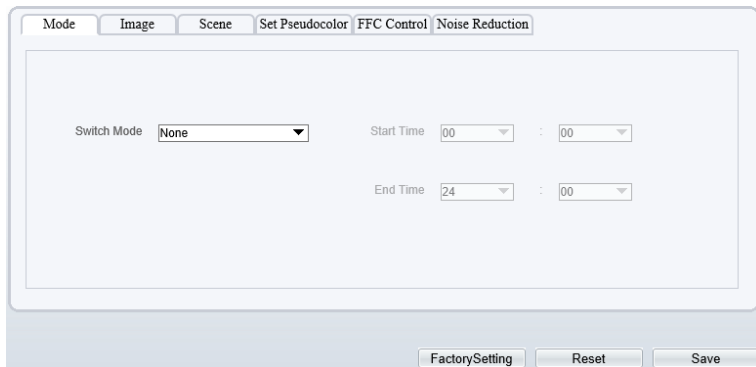 Mode Image Scene Set Pseudocolor FFC Control Noise Reduction
Switch Mode None Start Time 00 : 00
End Time 24 : 00
FactorySetting Reset Save